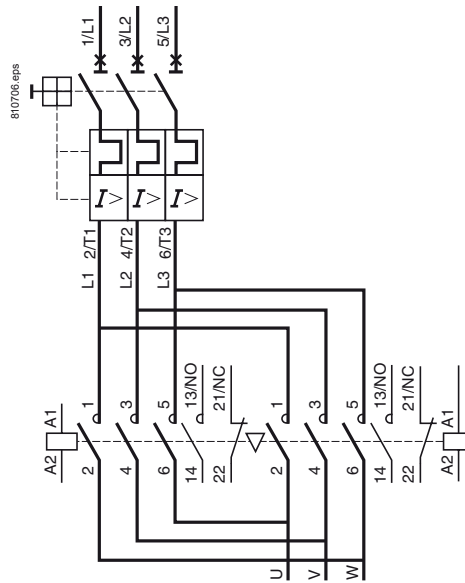 810706.eps
1/L1
3/L2
5/L3
I>
I>
I>
2/T1
4/T2
6/T3
L1
L2
L3
A1
A2
1
3
5
13/NO
21/NC
2
4
6
14
22
1
3
5
13/NO
21/NC
2
4
6
14
22
A1
A2
U
V
W